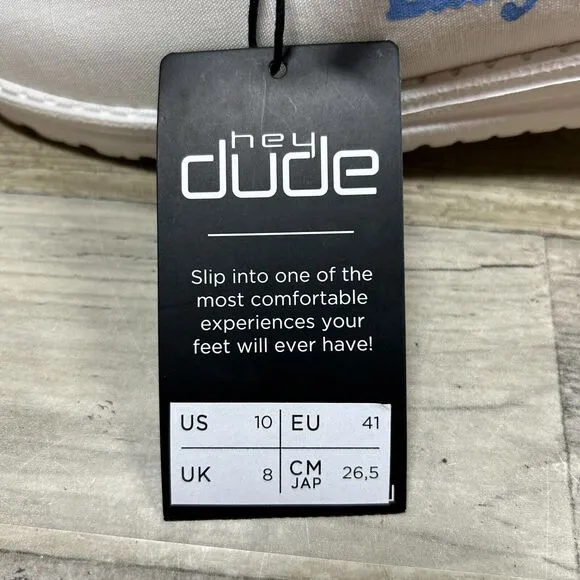 hey
dude
Slip into one of the
most comfortable
experiences your
feet will ever have!
US 10 EU 41
UK 8 CM JAP 26,5